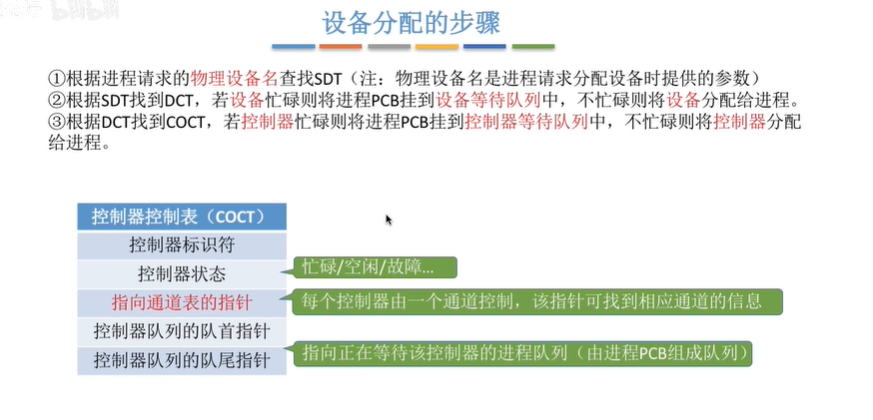 bilibili
设备分配的步骤
①根据进程请求的物理设备名查找SDT（注：物理设备名是进程请求分配设备时提供的参数）
②根据SDT找到DCT，若设备忙碌则将进程PCB挂到设备等待队列中，不忙碌则将设备分配给进程。
③根据DCT找到COCT，若控制器忙碌则将进程PCB挂到控制器等待队列中，不忙碌则将控制器分配
给进程。
控制器控制表（COCT）
控制器标识符
控制器状态
忙碌/空闲/故障...
指向通道表的指针
每个控制器由一个通道控制，该指针可找到相应通道的信息
控制器队列的队首指针
控制器队列的队尾指针
指向正在等待该控制器的进程队列（由进程PCB组成队列）